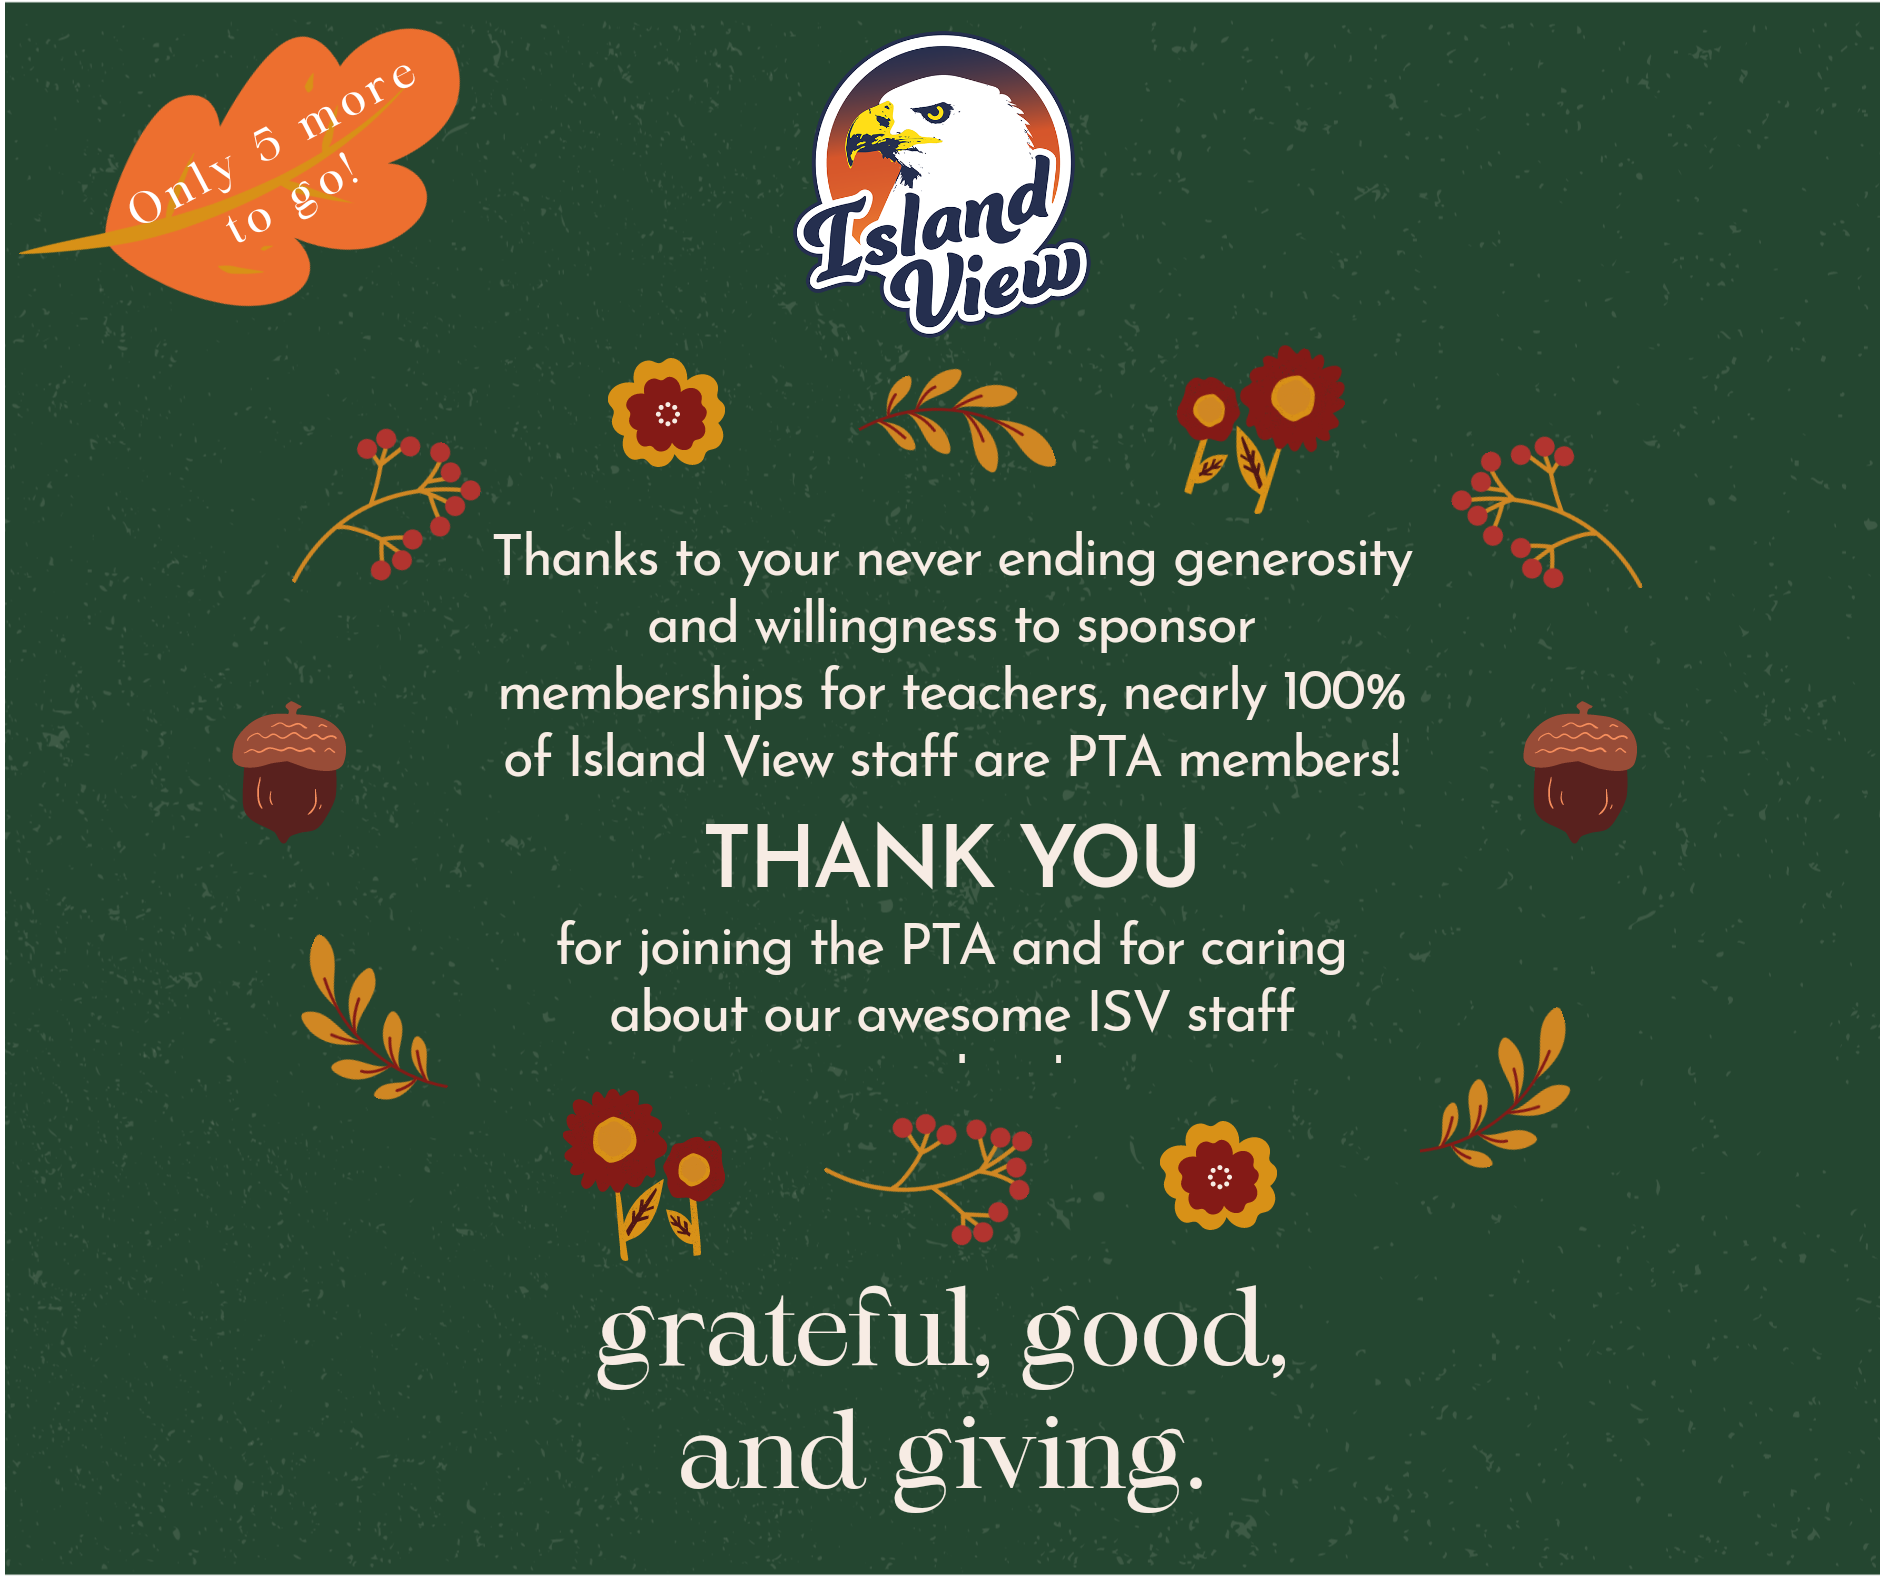 Only 5 more
to go!
Island
View
Thanks to your never ending generosity
and willingness to sponsor
memberships for teachers, nearly 100%
of Island View staff are PTA members!
THANK YOU
for joining the PTA and for caring
about our awesome ISV staff
grateful, good,
and giving.